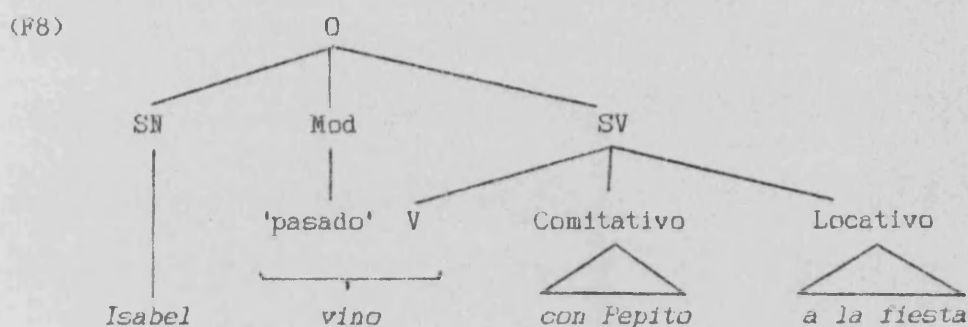 (F8) O
SN Mod SV
'pasado' V Comitativo Locativo
Isabel vino con Pepito a la fiesta